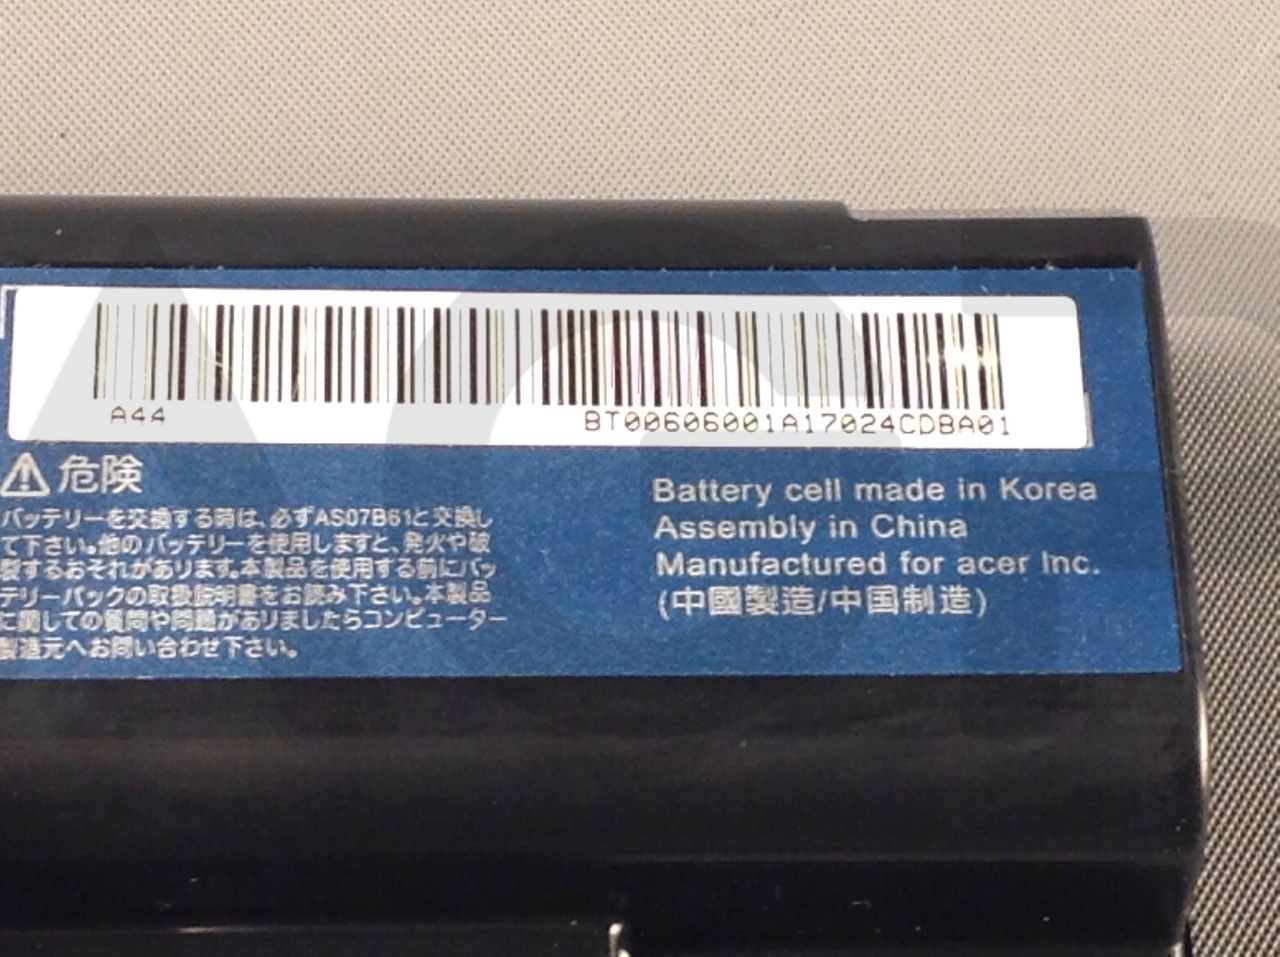 A44 BT00606001A17024CDBA01
危険
バッテリーを交換する時は、必ずAS07B61と交換し
て下さい。他のバッテリーを使用しますと、発火や破
裂するおそれがあります。本製品を使用する前にバッ
テリーパックの取扱説明書をお読み下さい。本製品
に関しての質問や問題がありましたらコンピューター
製造元へお問い合わせ下さい。
Battery cell made in Korea
Assembly in China
Manufactured for acer Inc.
(中國製造/中国制造)